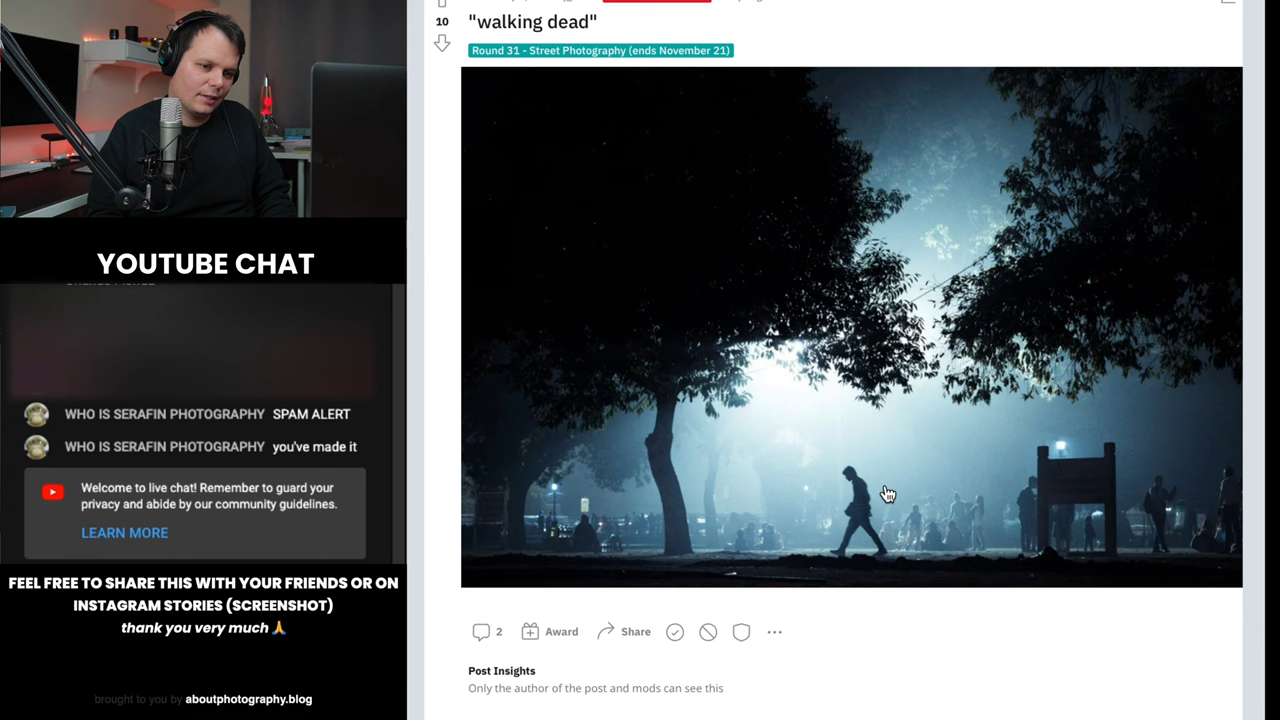 10
"walking dead"
Round 31 - Street Photography (ends November 21)
YOUTUBE CHAT
WHO IS SERAFIN PHOTOGRAPHY SPAM ALERT
WHO IS SERAFIN PHOTOGRAPHY you've made it
Welcome to live chat! Remember to guard your
privacy and abide by our community guidelines.
LEARN MORE
FEEL FREE TO SHARE THIS WITH YOUR FRIENDS OR ON
INSTAGRAM STORIES (SCREENSHOT)
thank you very much 🙏
brought to you by aboutphotography.blog
2 Award Share
Post Insights
Only the author of the post and mods can see this